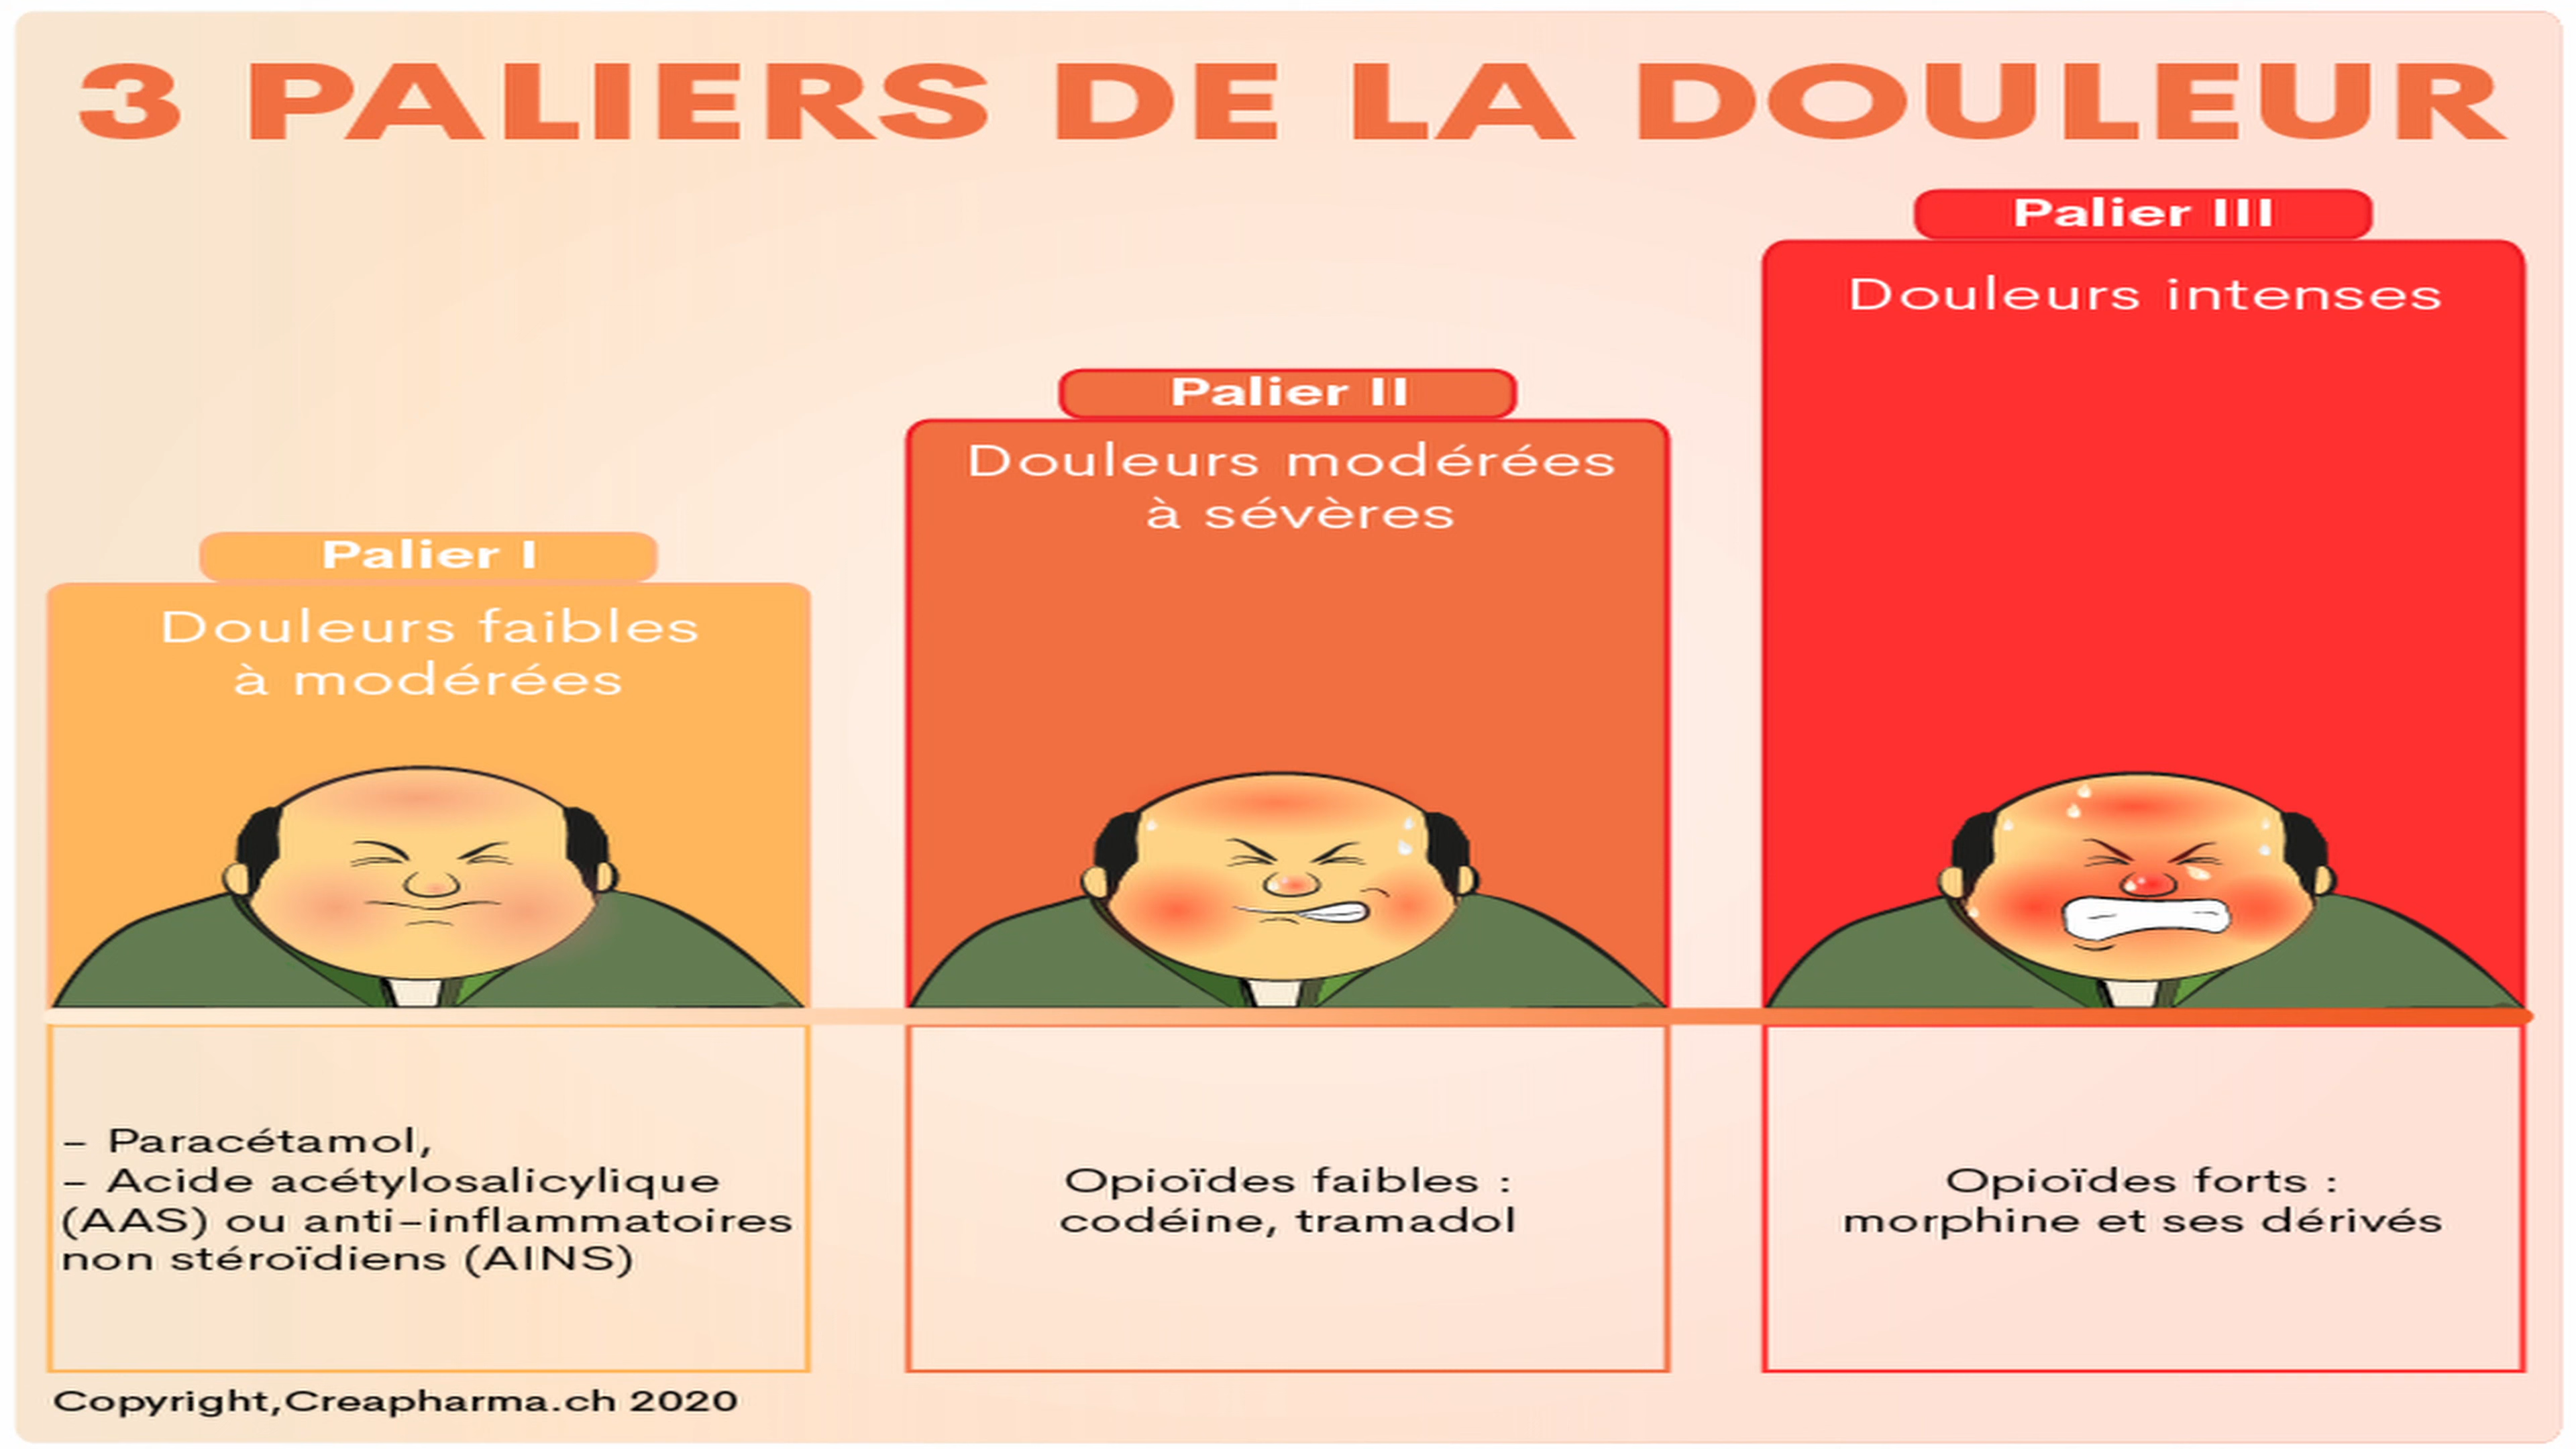 3 PALIERS DE LA DOULEUR
Palier I
Douleurs faibles
à modérées
- Paracétamol,
- Acide acétylosalicylique
(AAS) ou anti-inflammatoires
non stéroïdiens (AINS)
Palier II
Douleurs modérées
à sévères
Opioïdes faibles :
codéine, tramadol
Palier III
Douleurs intenses
Opioïdes forts :
morphine et ses dérivés
Copyright,Creapharma.ch 2020